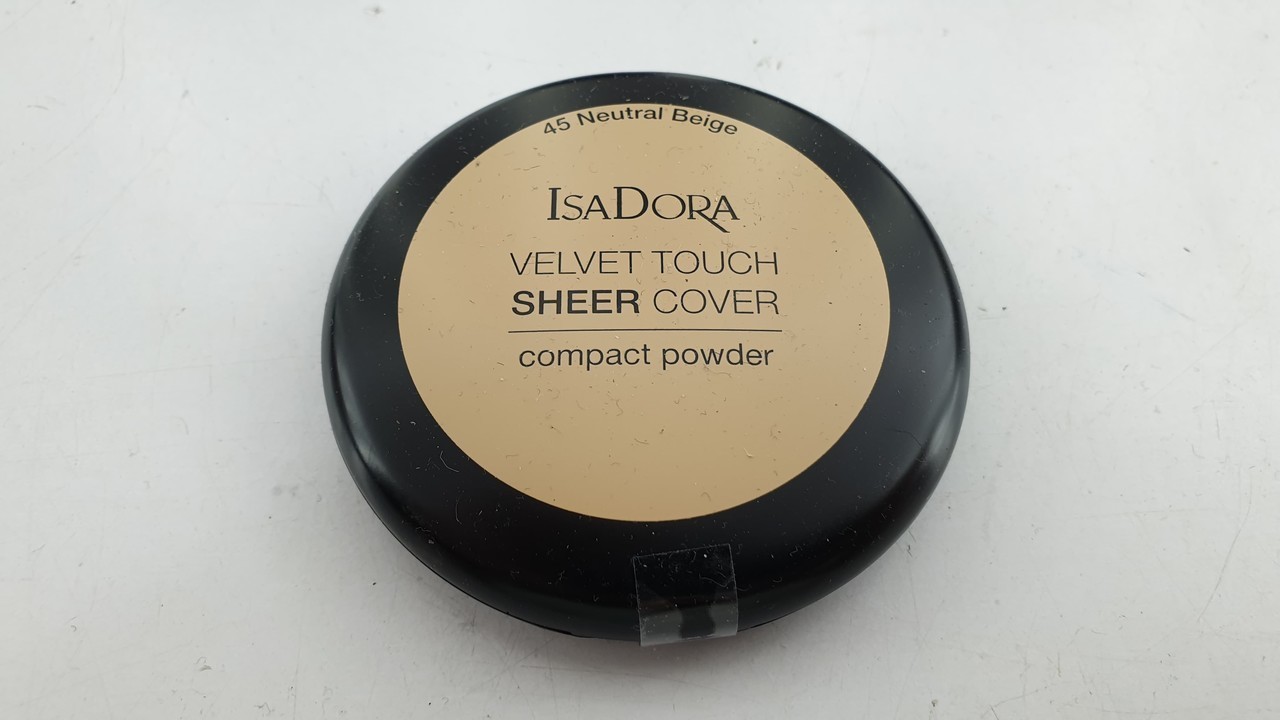 45 Neutral Beige
ISADORA
VELVET TOUCH
SHEER COVER
compact powder